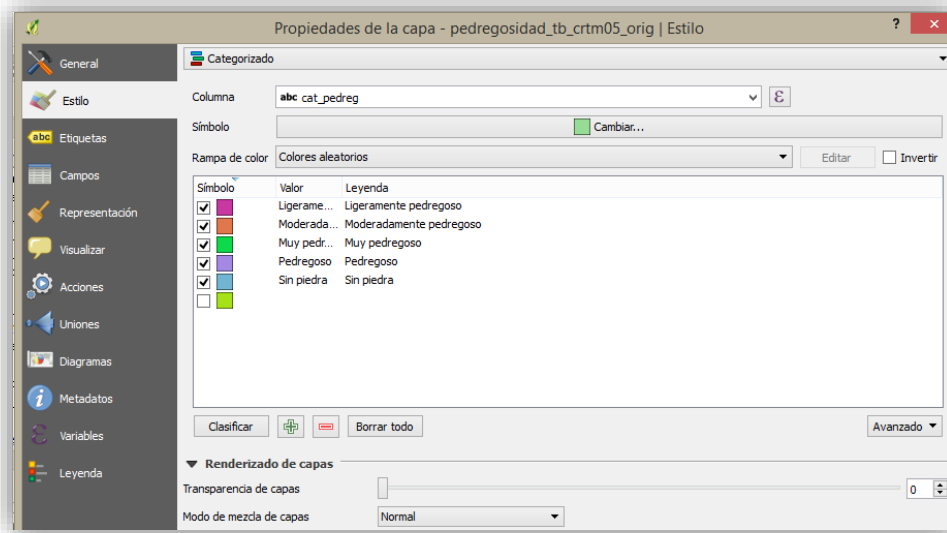 Propiedades de la capa - pedregosidad_tb_crtm05_orig | Estilo ? ×
General
Estilo
abc Etiquetas
Campos
Representación
Visualizar
Acciones
Uniones
Diagramas
Metadatos
Variables
Leyenda
Categorizado
Columna abc cat_pedreg ε
Símbolo Cambiar...
Rampa de color Colores aleatorios Editar Invertir
Símbolo Valor Leyenda
Ligerame... Ligeramente pedregoso
Moderada... Moderadamente pedregoso
Muy pedr... Muy pedregoso
Pedregoso Pedregoso
Sin piedra Sin piedra
Clasificar Borrar todo Avanzado
Renderizado de capas
Transparencia de capas 0
Modo de mezcla de capas Normal